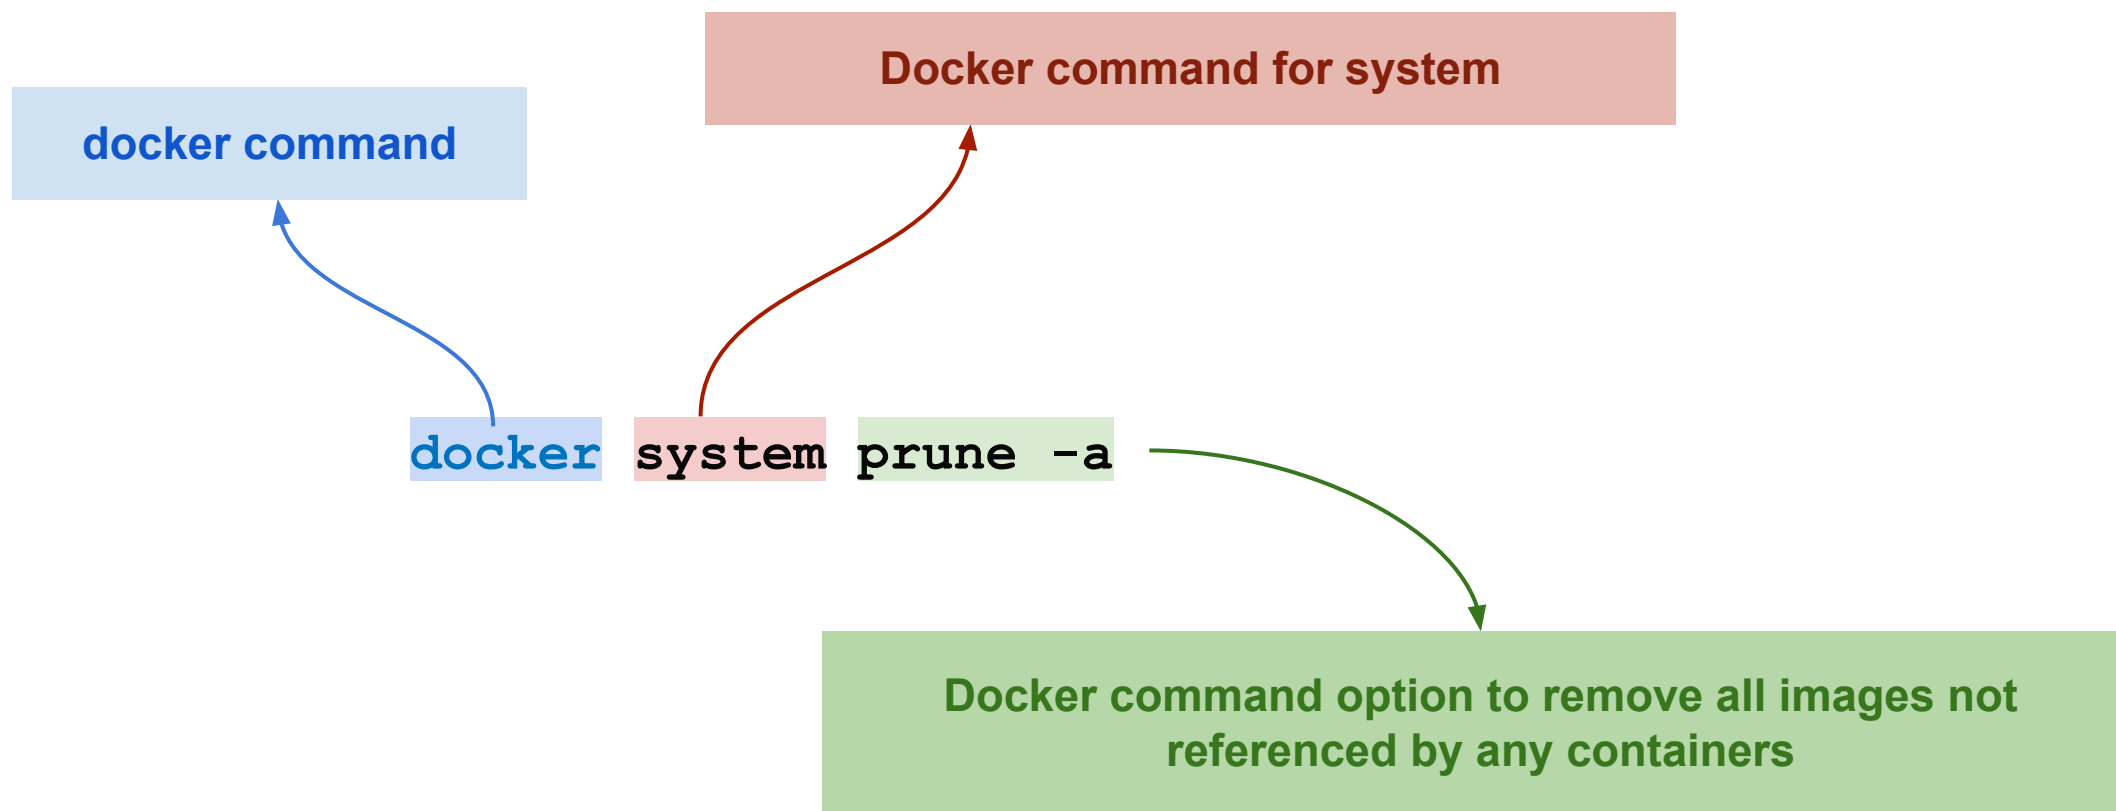 Docker command for system
docker command
docker system prune -a
Docker command option to remove all images not
referenced by any containers